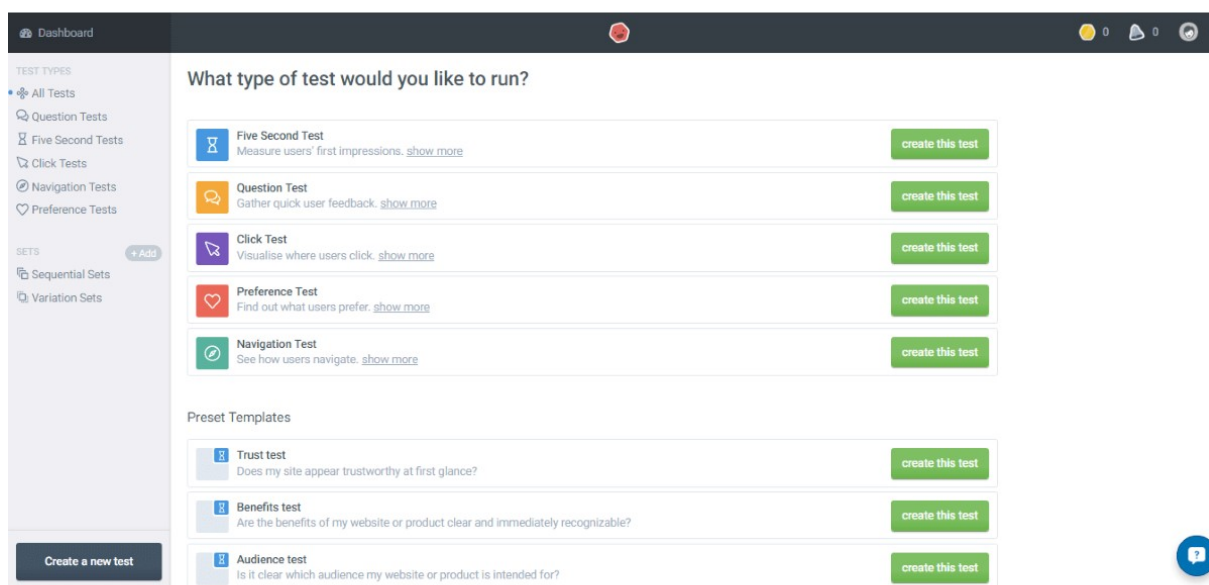 Dashboard
0
0
TEST TYPES
All Tests
Question Tests
Five Second Tests
Click Tests
Navigation Tests
Preference Tests
SETS
+ Add
Sequential Sets
Variation Sets
Create a new test
What type of test would you like to run?
Five Second Test
Measure users' first impressions. show more
create this test
Question Test
Gather quick user feedback. show more
create this test
Click Test
Visualise where users click. show more
create this test
Preference Test
Find out what users prefer. show more
create this test
Navigation Test
See how users navigate. show more
create this test
Preset Templates
Trust test
Does my site appear trustworthy at first glance?
create this test
Benefits test
Are the benefits of my website or product clear and immediately recognizable?
create this test
Audience test
Is it clear which audience my website or product is intended for?
create this test
?